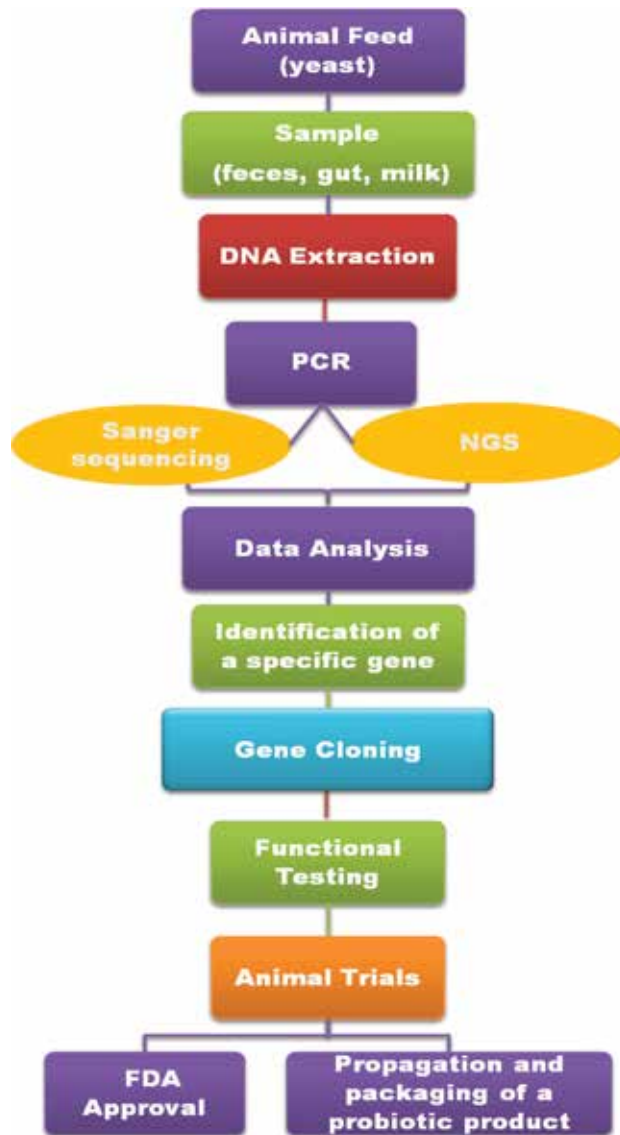 Animal Feed
(yeast)
Sample
(feces, gut, milk)
DNA Extraction
PCR
Sanger
sequencing
NGS
Data Analysis
Identification of
a specific gene
Gene Cloning
Functional
Testing
Animal Trials
FDA
Approval
Propagation and
packaging of a
probiotic product